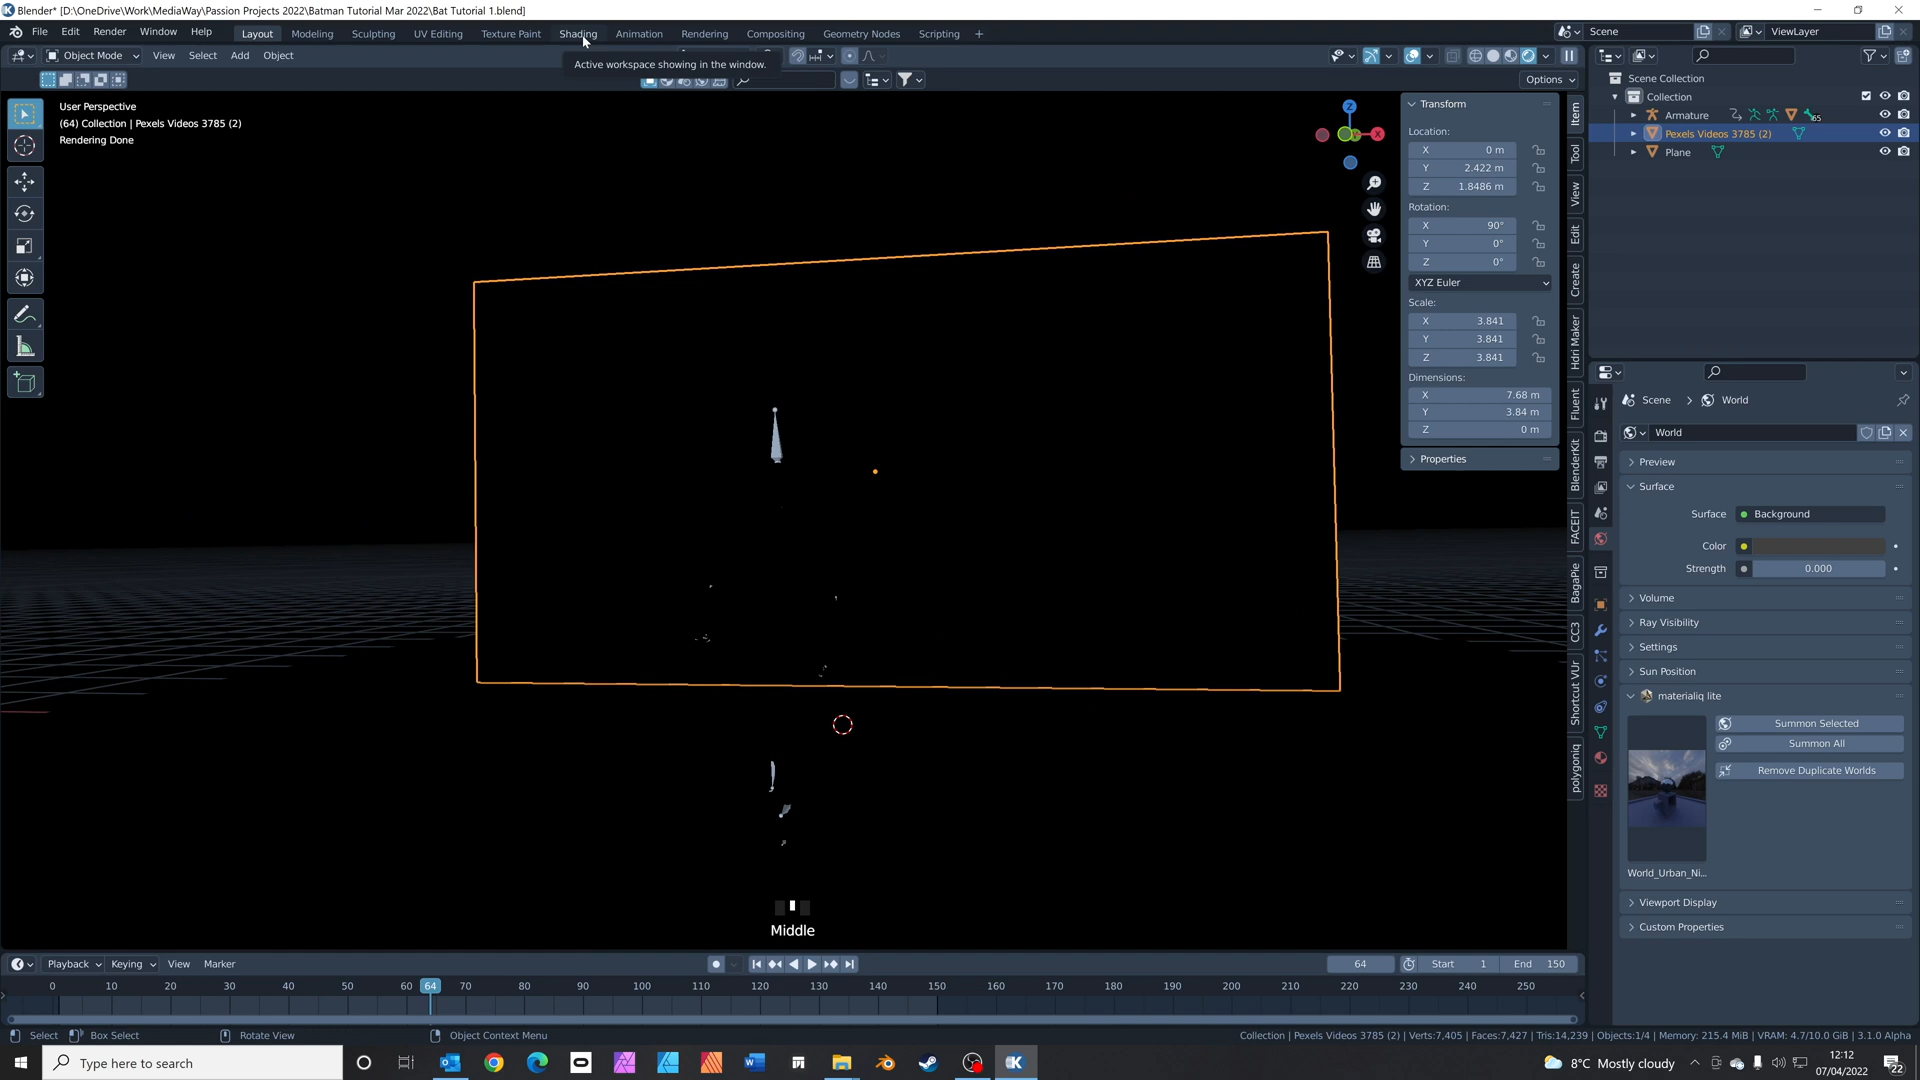 Blender* [D:\OneDrive\Work\MediaWay\Passion Projects 2022\Batman Tutorial Mar 2022\Bat Tutorial 1.blend]
File Edit Render Window Help Layout Modeling Sculpting UV Editing Texture Paint Shading Animation Rendering Compositing Geometry Nodes Scripting +
Scene ViewLayer
Object Mode View Select Add Object
Active workspace showing in the window.
Options
User Perspective
(64) Collection | Pexels Videos 3785 (2)
Rendering Done
Z
X
Transform
Location:
X 0 m
Y 2.422 m
Z 1.8486 m
Rotation:
X 90°
Y 0°
Z 0°
XYZ Euler
Scale:
X 3.841
Y 3.841
Z 3.841
Dimensions:
X 7.68 m
Y 3.84 m
Z 0 m
Properties
Item
Tool
View
Edit
Create
Hdri Maker
Fluent
BlenderKit
FACEIT
BagaPie
CC3
Shortcut VUr
polygoniq
Scene Collection
Collection
Armature 65
Pexels Videos 3785 (2)
Plane
Scene > World
World
Preview
Surface
Surface Background
Color
Strength 0.000
Volume
Ray Visibility
Settings
Sun Position
materialiq lite
Summon Selected
Summon All
Remove Duplicate Worlds
World_Urban_Ni...
Viewport Display
Custom Properties
Middle
Playback Keying View Marker 64 Start 1 End 150
0 10 20 30 40 50 60 64 70 80 90 100 110 120 130 140 150 160 170 180 190 200 210 220 230 240 250
Select Box Select Rotate View Object Context Menu
Collection | Pexels Videos 3785 (2) | Verts:7,405 | Faces:7,427 | Tris:14,239 | Objects:1/4 | Memory: 215.4 MiB | VRAM: 4.7/10.0 GiB | 3.1.0 Alpha
Type here to search
8°C Mostly cloudy
12:12
07/04/2022
22